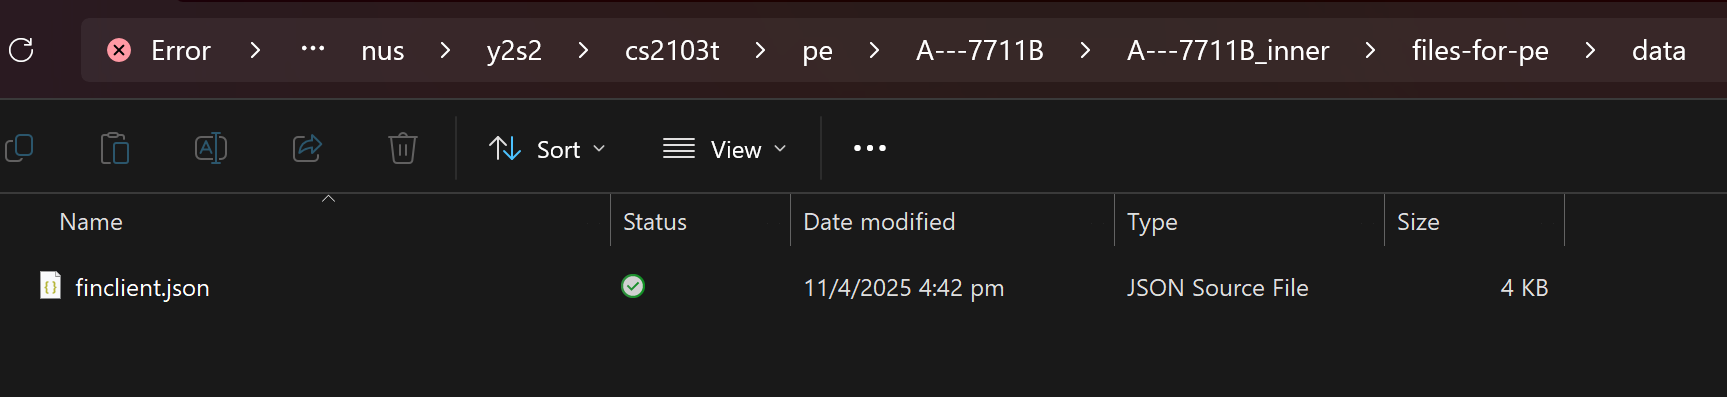 Error > ··· nus > y2s2 > cs2103t > pe > A---7711B > A---7711B_inner > files-for-pe > data
Sort View ···
Name Status Date modified Type Size
finclient.json 11/4/2025 4:42 pm JSON Source File 4 KB